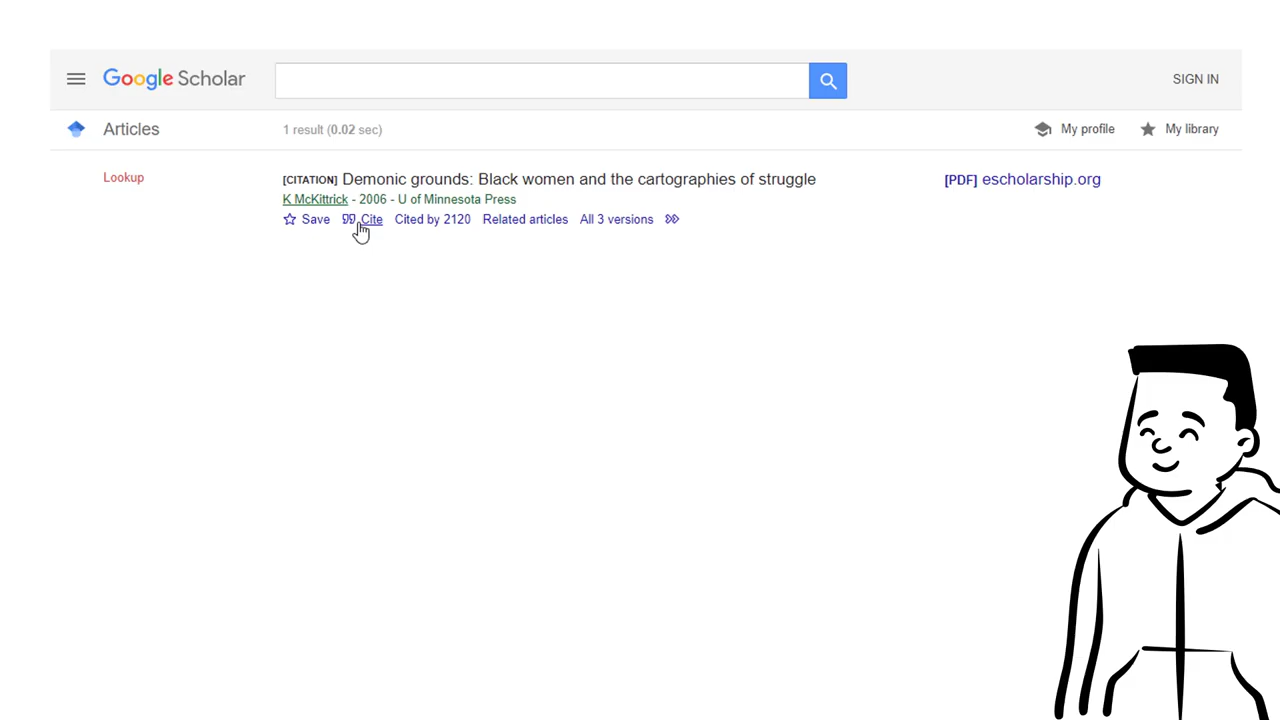 Google Scholar
SIGN IN
Articles
1 result (0.02 sec)
My profile
My library
Lookup
[CITATION] Demonic grounds: Black women and the cartographies of struggle
[PDF] escholarship.org
K McKittrick - 2006 - U of Minnesota Press
Save Cite Cited by 2120 Related articles All 3 versions